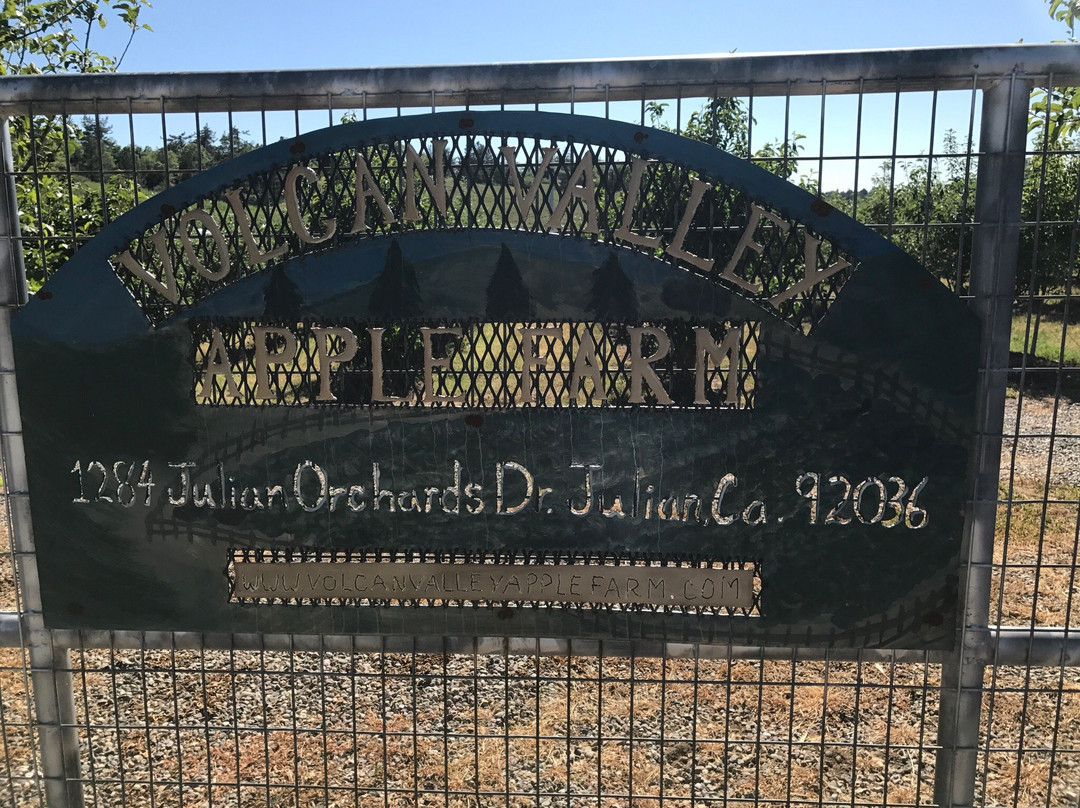 VOLCAN VALLEY
APPLE FARM
1284 Julian Orchards Dr. Julian, Ca. 92036
WWW.VOLCANVALLEYAPPLEFARM.COM